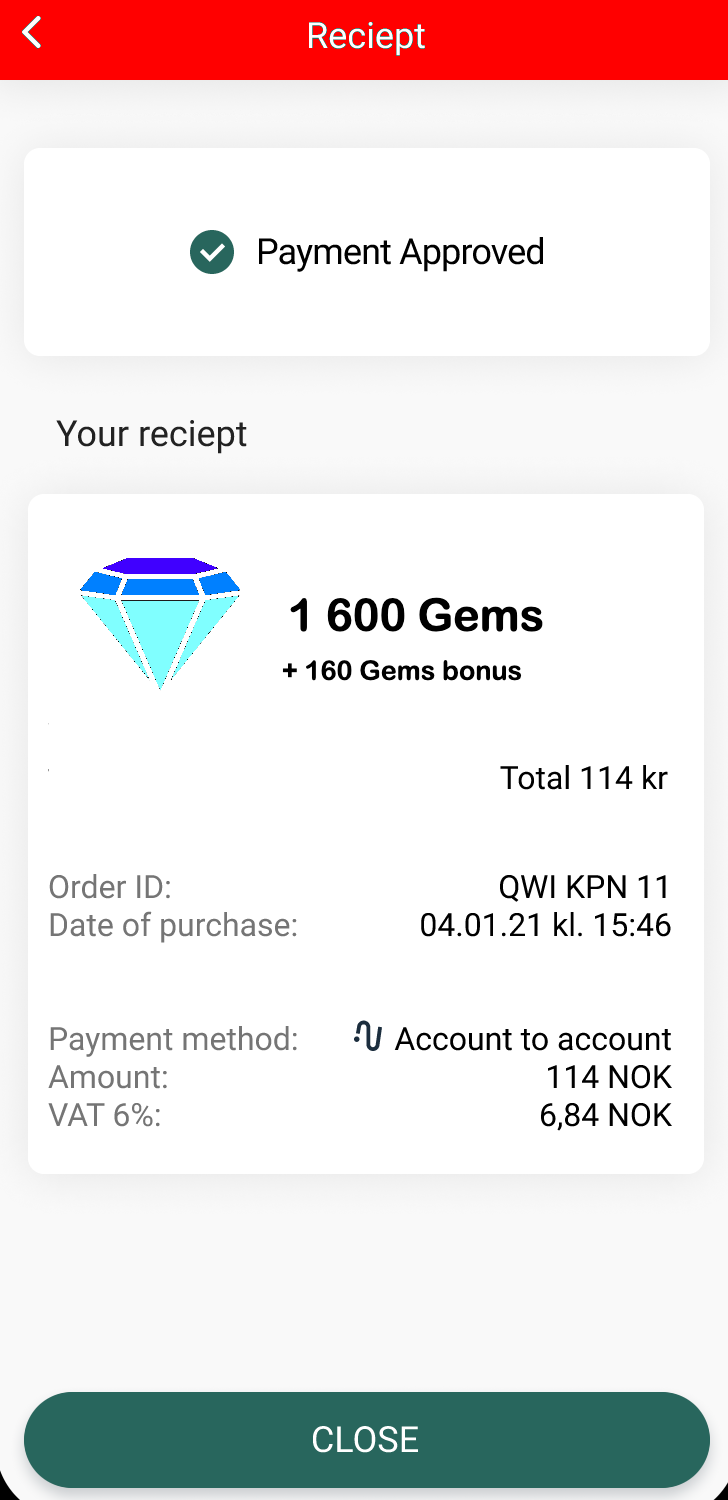 Reciept
Payment Approved
Your reciept
1 600 Gems
+ 160 Gems bonus
Total 114 kr
Order ID: QWI KPN 11
Date of purchase: 04.01.21 kl. 15:46
Payment method: Account to account
Amount: 114 NOK
VAT 6%: 6,84 NOK
CLOSE